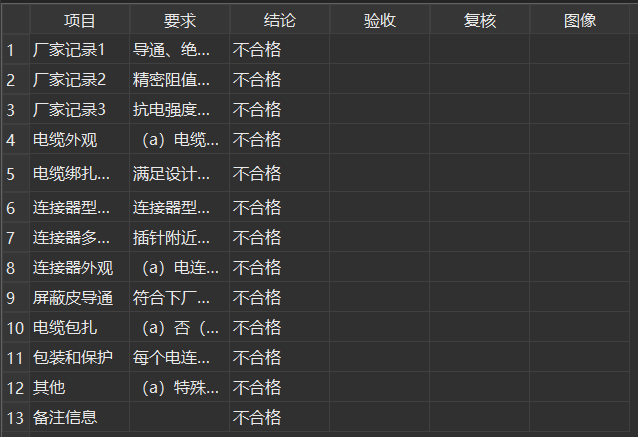 项目 要求 结论 验收 复核 图像
1 厂家记录1 导通、绝... 不合格
2 厂家记录2 精密阻值... 不合格
3 厂家记录3 抗电强度... 不合格
4 电缆外观 （a）电缆... 不合格
5 电缆绑扎... 满足设计... 不合格
6 连接器型... 连接器型... 不合格
7 连接器多... 插针附近... 不合格
8 连接器外观 （a）电连... 不合格
9 屏蔽皮导通 符合下厂... 不合格
10 电缆包扎 （a）否（... 不合格
11 包装和保护 每个电连... 不合格
12 其他 （a）特殊... 不合格
13 备注信息 不合格